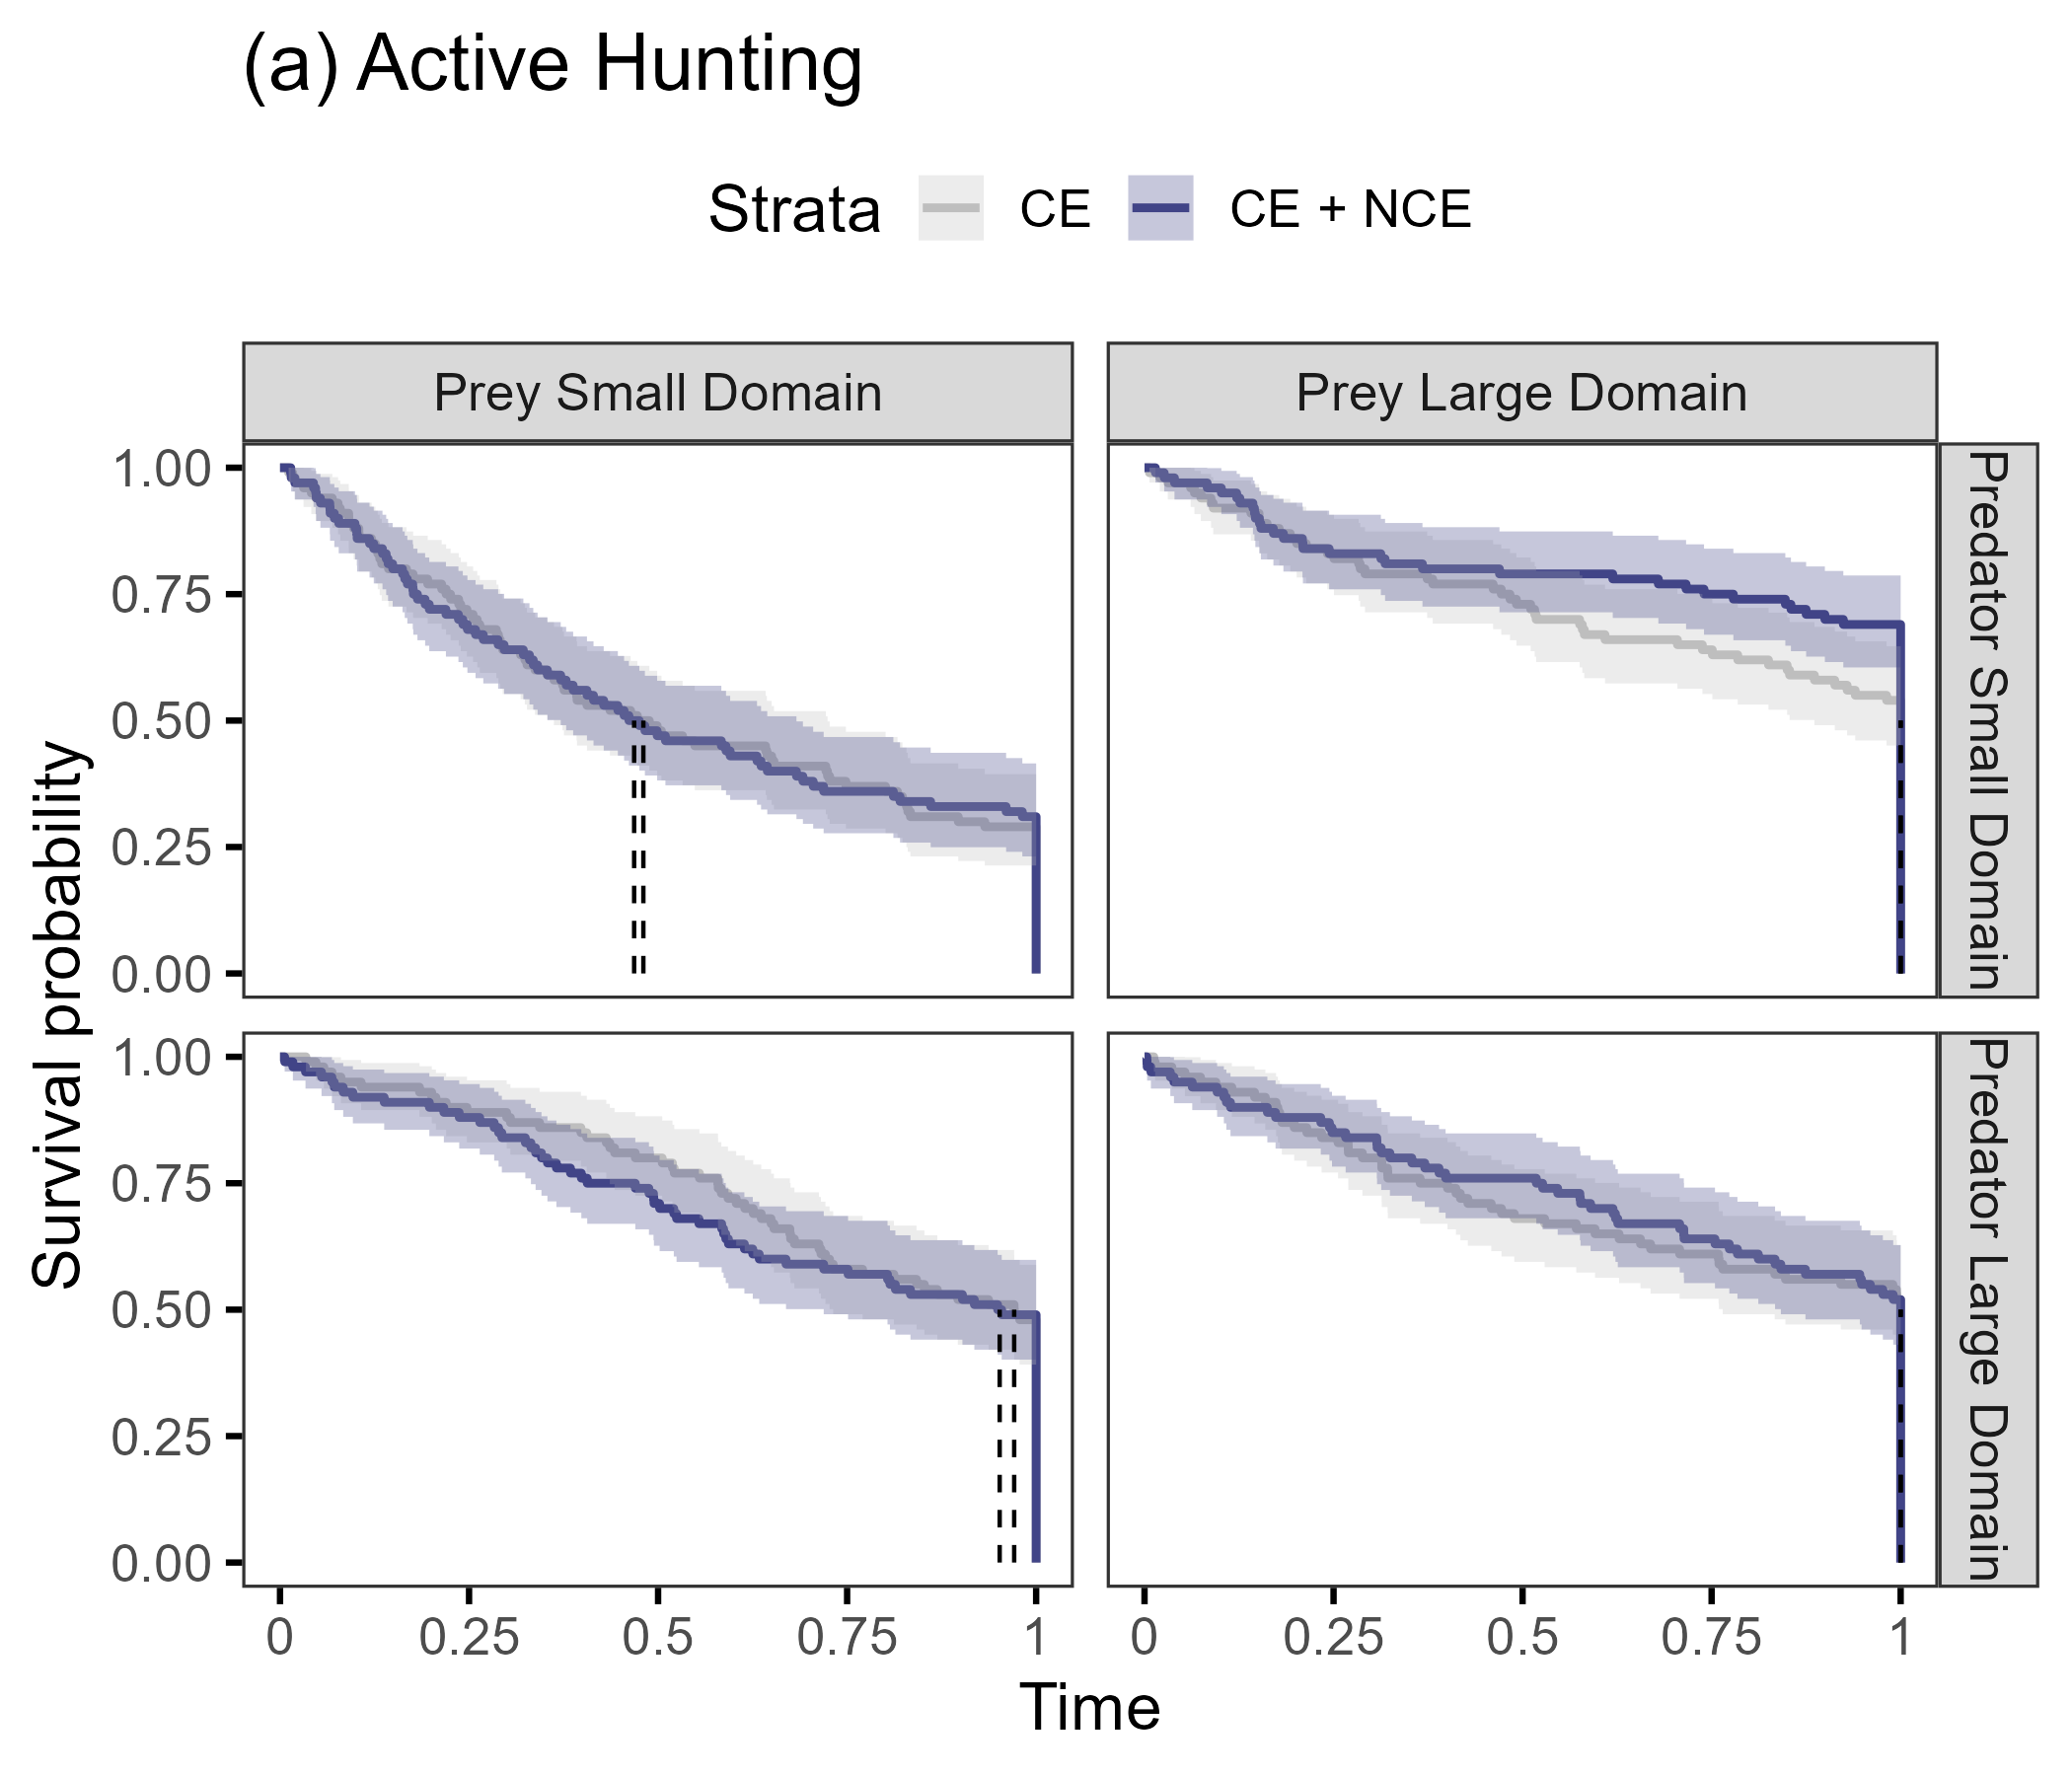 (a) Active Hunting
Strata CE CE + NCE
Prey Small Domain Prey Large Domain
Survival probability
1.00
0.75
0.50
0.25
0.00
Predator Small Domain
1.00
0.75
0.50
0.25
0.00
Predator Large Domain
0 0.25 0.5 0.75 1 0 0.25 0.5 0.75 1
Time